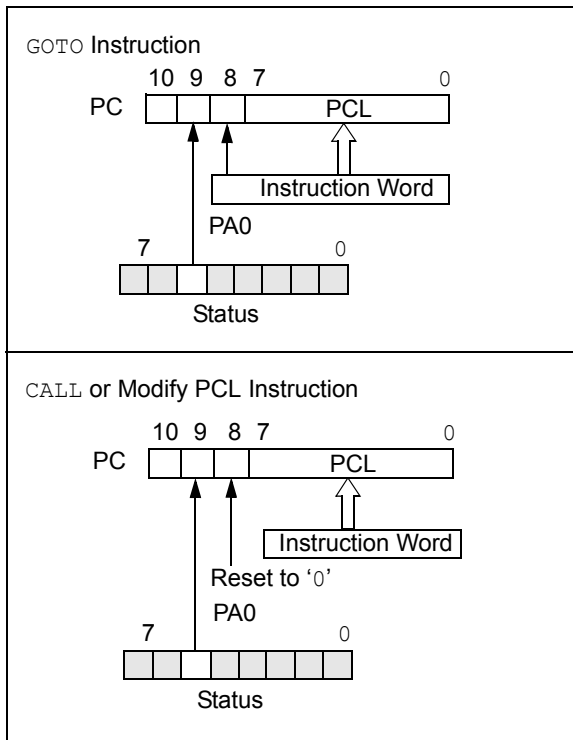 GOTO Instruction
10 9 8 7 0
PC PCL
Instruction Word
PA0
7 0
Status
CALL or Modify PCL Instruction
10 9 8 7 0
PC PCL
Instruction Word
Reset to ‘0’
PA0
7 0
Status